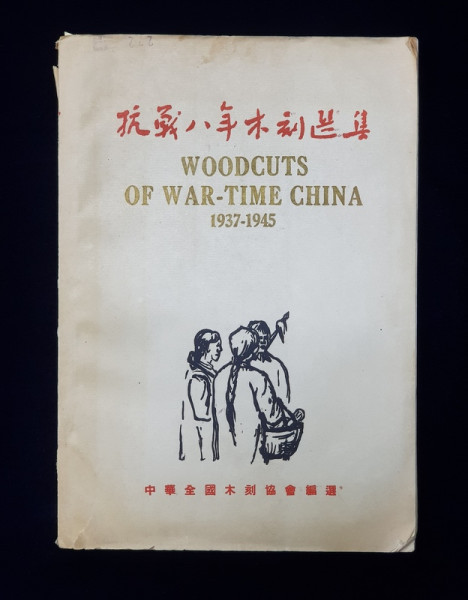 222
抗戰八年木刻選集
WOODCUTS
OF WAR-TIME CHINA
1937-1945
中華全國木刻協會編選